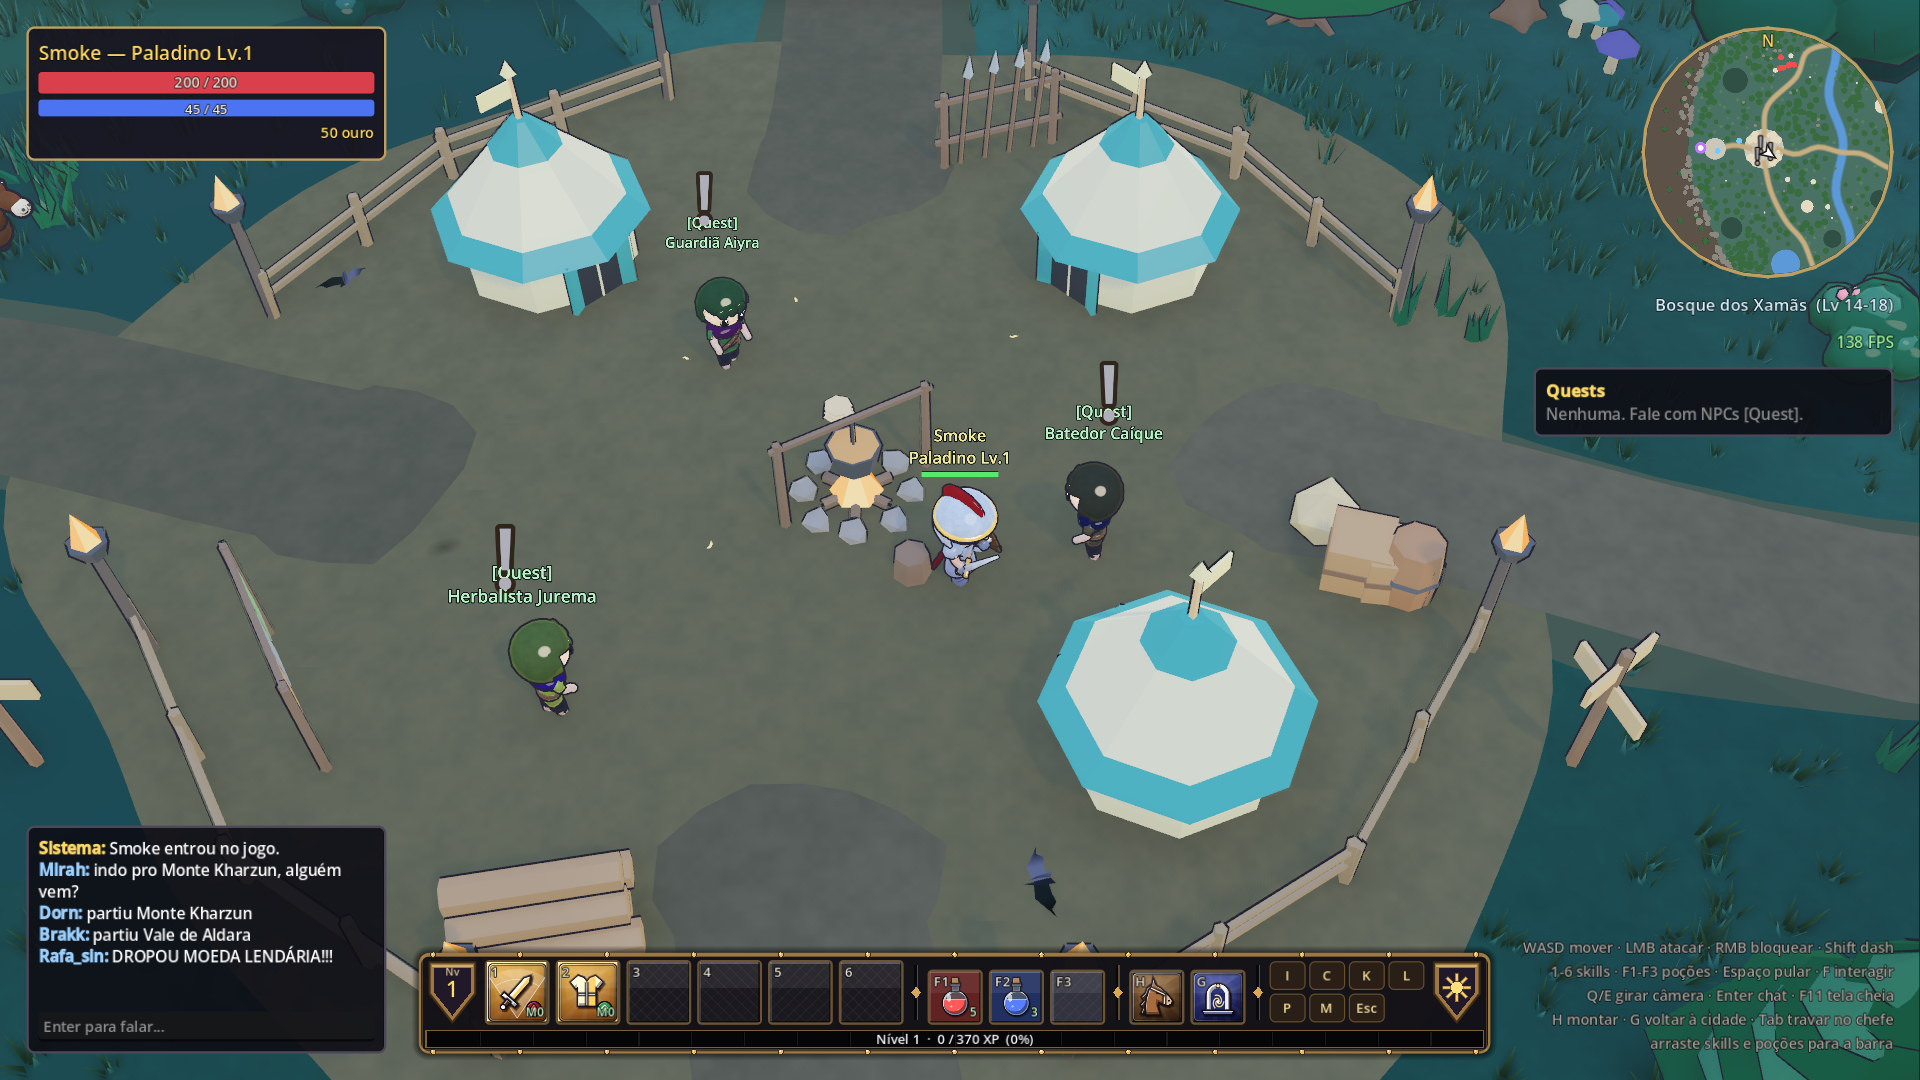 Smoke — Paladino Lv.1
200 / 200
45 / 45
50 ouro
N
Bosque dos Xamãs (Lv 14-18)
138 FPS
Quests
Nenhuma. Fale com NPCs [Quest].
[Quest]
Guardiã Aiyra
[Quest]
Batedor Caíque
Smoke
Paladino Lv.1
[Quest]
Herbalista Jurema
Sistema: Smoke entrou no jogo.
Mirah: indo pro Monte Kharzun, alguém
vem?
Dorn: partiu Monte Kharzun
Brakk: partiu Vale de Aldara
Rafa_sin: DROPOU MOEDA LENDÁRIA!!!
Enter para falar...
Nv
1
1
M0
2
M0
3
4
5
6
F1
5
F2
3
F3
H
G
I
C
K
L
P
M
Esc
Nível 1 · 0 / 370 XP (0%)
WASD mover · LMB atacar · RMB bloquear · Shift dash
1-6 skills · F1-F3 poções · Espaço pular · F interagir
Q/E girar câmera · Enter chat · F11 tela cheia
H montar · G voltar à cidade · Tab travar no chefe
arraste skills e poções para a barra